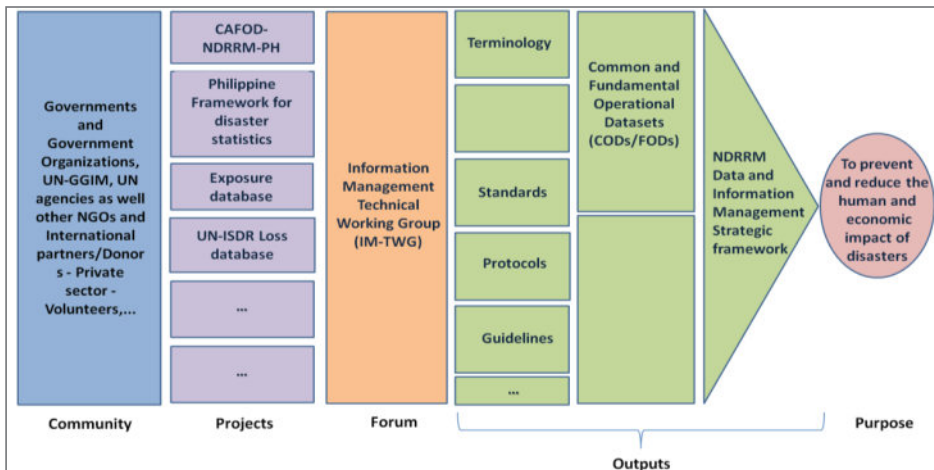 Governments
and
Government
Organizations,
UN-GGIM, UN
agencies as well
other NGOs and
International
partners/Donor
s - Private
sector -
Volunteers,...
Community
CAFOD-
NDRRM-PH
Philippine
Framework for
disaster
statistics
Exposure
database
UN-ISDR Loss
database
...
...
Projects
Information
Management
Technical
Working Group
(IM-TWG)
Forum
Terminology
Standards
Protocols
Guidelines
...
Common and
Fundamental
Operational
Datasets
(CODs/FODs)
NDRRM
Data and
Information
Management
Strategic
framework
Outputs
To prevent
and reduce the
human and
economic
impact of
disasters
Purpose